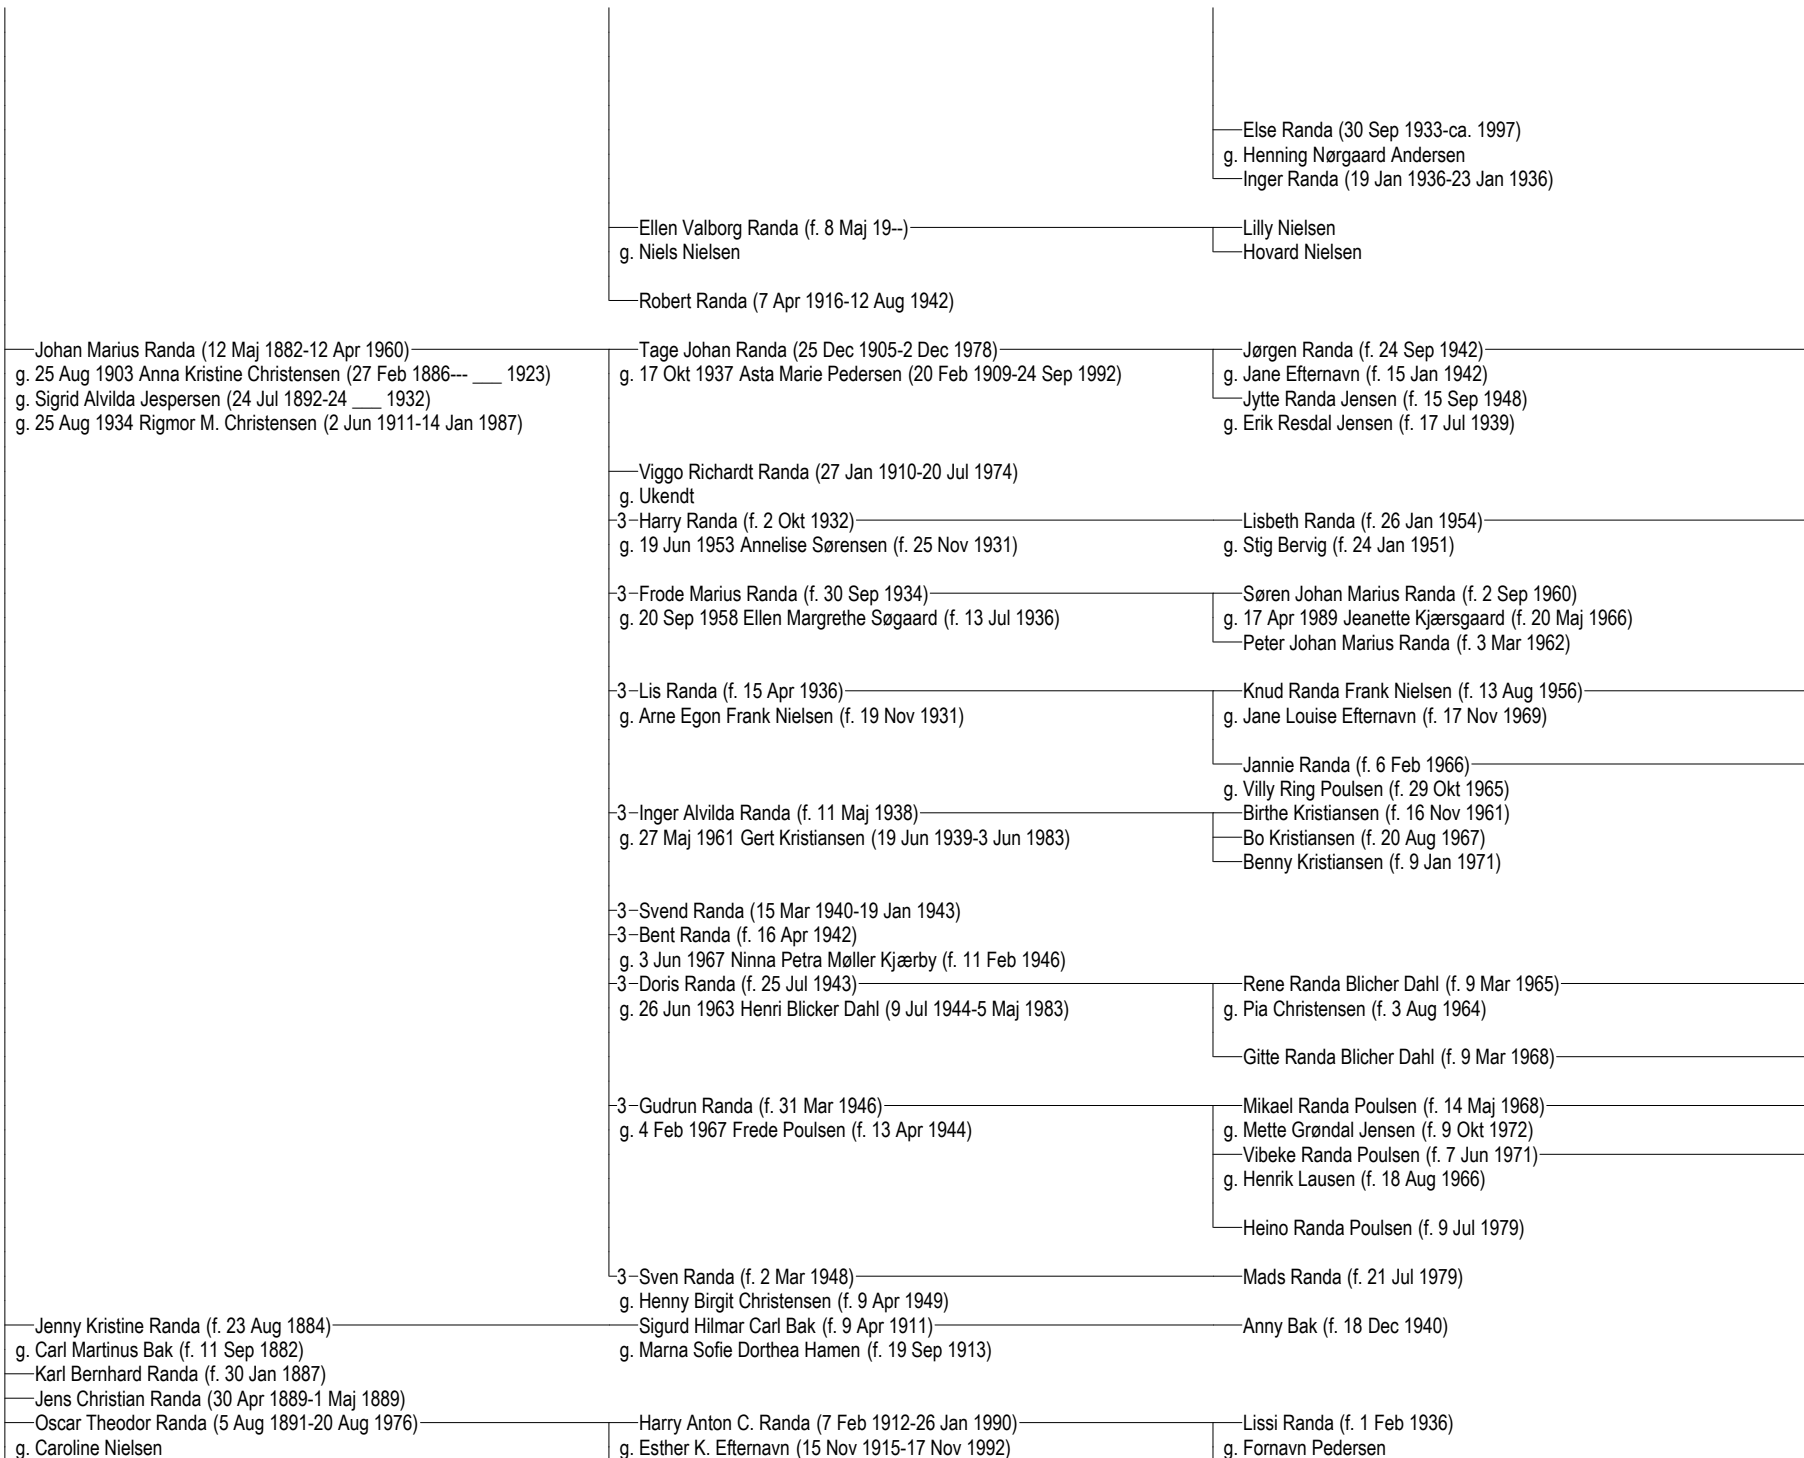 Else Randa (30 Sep 1933-ca. 1997)
g. Henning Nørgaard Andersen
Inger Randa (19 Jan 1936-23 Jan 1936)
Ellen Valborg Randa (f. 8 Maj 19--)
g. Niels Nielsen
Lilly Nielsen
Hovard Nielsen
Robert Randa (7 Apr 1916-12 Aug 1942)
Johan Marius Randa (12 Maj 1882-12 Apr 1960)
g. 25 Aug 1903 Anna Kristine Christensen (27 Feb 1886--- ___ 1923)
g. Sigrid Alvilda Jespersen (24 Jul 1892-24 ___ 1932)
g. 25 Aug 1934 Rigmor M. Christensen (2 Jun 1911-14 Jan 1987)
Tage Johan Randa (25 Dec 1905-2 Dec 1978)
g. 17 Okt 1937 Asta Marie Pedersen (20 Feb 1909-24 Sep 1992)
Jørgen Randa (f. 24 Sep 1942)
g. Jane Efternavn (f. 15 Jan 1942)
Jytte Randa Jensen (f. 15 Sep 1948)
g. Erik Resdal Jensen (f. 17 Jul 1939)
Viggo Richardt Randa (27 Jan 1910-20 Jul 1974)
g. Ukendt
3 Harry Randa (f. 2 Okt 1932)
g. 19 Jun 1953 Annelise Sørensen (f. 25 Nov 1931)
Lisbeth Randa (f. 26 Jan 1954)
g. Stig Bervig (f. 24 Jan 1951)
3 Frode Marius Randa (f. 30 Sep 1934)
g. 20 Sep 1958 Ellen Margrethe Søgaard (f. 13 Jul 1936)
Søren Johan Marius Randa (f. 2 Sep 1960)
g. 17 Apr 1989 Jeanette Kjærsgaard (f. 20 Maj 1966)
Peter Johan Marius Randa (f. 3 Mar 1962)
3 Lis Randa (f. 15 Apr 1936)
g. Arne Egon Frank Nielsen (f. 19 Nov 1931)
Knud Randa Frank Nielsen (f. 13 Aug 1956)
g. Jane Louise Efternavn (f. 17 Nov 1969)
Jannie Randa (f. 6 Feb 1966)
g. Villy Ring Poulsen (f. 29 Okt 1965)
3 Inger Alvilda Randa (f. 11 Maj 1938)
g. 27 Maj 1961 Gert Kristiansen (19 Jun 1939-3 Jun 1983)
Birthe Kristiansen (f. 16 Nov 1961)
Bo Kristiansen (f. 20 Aug 1967)
Benny Kristiansen (f. 9 Jan 1971)
3 Svend Randa (15 Mar 1940-19 Jan 1943)
3 Bent Randa (f. 16 Apr 1942)
g. 3 Jun 1967 Ninna Petra Møller Kjærby (f. 11 Feb 1946)
3 Doris Randa (f. 25 Jul 1943)
g. 26 Jun 1963 Henri Blicker Dahl (9 Jul 1944-5 Maj 1983)
Rene Randa Blicher Dahl (f. 9 Mar 1965)
g. Pia Christensen (f. 3 Aug 1964)
Gitte Randa Blicher Dahl (f. 9 Mar 1968)
3 Gudrun Randa (f. 31 Mar 1946)
g. 4 Feb 1967 Frede Poulsen (f. 13 Apr 1944)
Mikael Randa Poulsen (f. 14 Maj 1968)
g. Mette Grøndal Jensen (f. 9 Okt 1972)
Vibeke Randa Poulsen (f. 7 Jun 1971)
g. Henrik Lausen (f. 18 Aug 1966)
Heino Randa Poulsen (f. 9 Jul 1979)
3 Sven Randa (f. 2 Mar 1948)
g. Henny Birgit Christensen (f. 9 Apr 1949)
Mads Randa (f. 21 Jul 1979)
Jenny Kristine Randa (f. 23 Aug 1884)
g. Carl Martinus Bak (f. 11 Sep 1882)
Sigurd Hilmar Carl Bak (f. 9 Apr 1911)
g. Marna Sofie Dorthea Hamen (f. 19 Sep 1913)
Anny Bak (f. 18 Dec 1940)
Karl Bernhard Randa (f. 30 Jan 1887)
Jens Christian Randa (30 Apr 1889-1 Maj 1889)
Oscar Theodor Randa (5 Aug 1891-20 Aug 1976)
g. Caroline Nielsen
Harry Anton C. Randa (7 Feb 1912-26 Jan 1990)
g. Esther K. Efternavn (15 Nov 1915-17 Nov 1992)
Lissi Randa (f. 1 Feb 1936)
g. Fornavn Pedersen